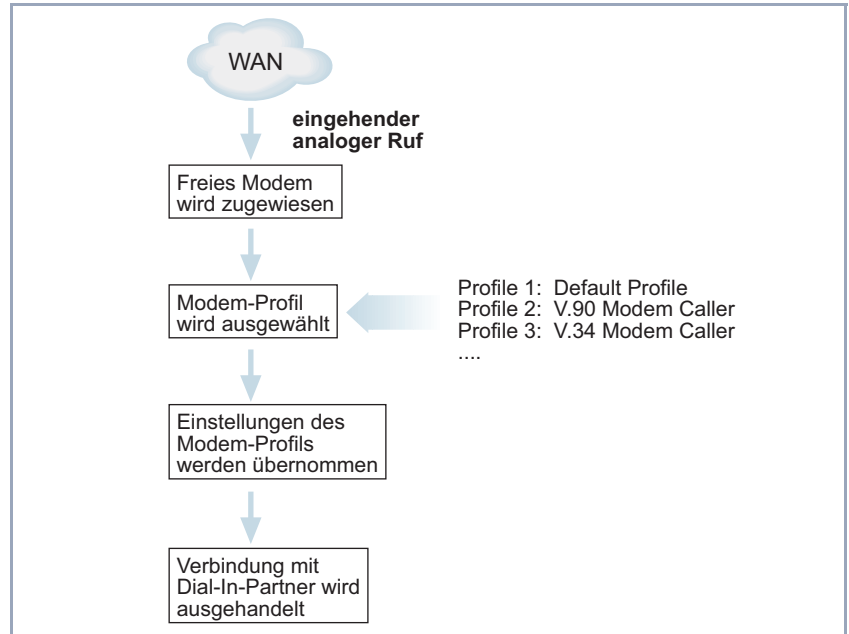 WAN
eingehender
analoger Ruf
Freies Modem
wird zugewiesen
Modem-Profil
wird ausgewählt
Profile 1: Default Profile
Profile 2: V.90 Modem Caller
Profile 3: V.34 Modem Caller
....
Einstellungen des
Modem-Profils
werden übernommen
Verbindung mit
Dial-In-Partner wird
ausgehandelt